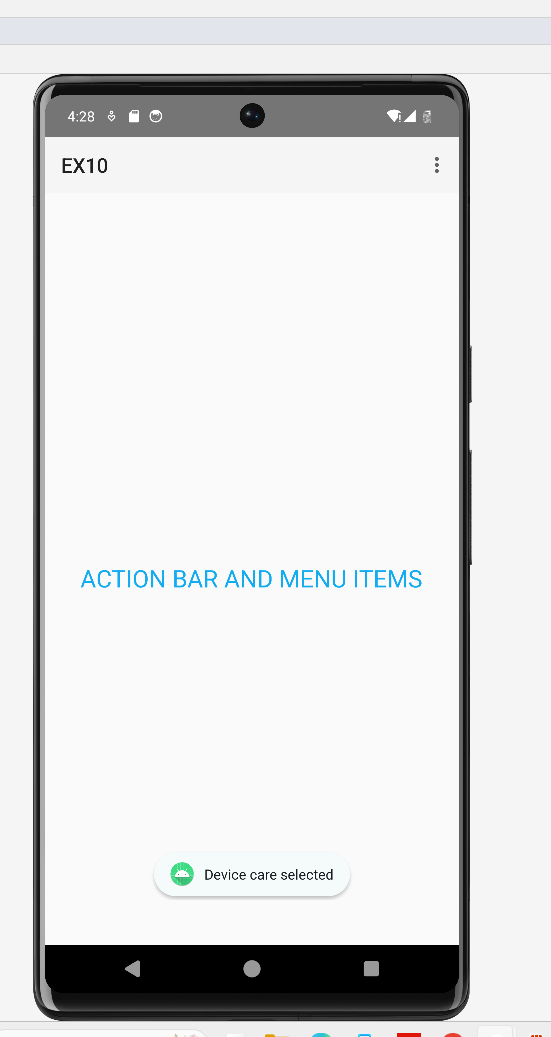 4:28
EX10
ACTION BAR AND MENU ITEMS
Device care selected